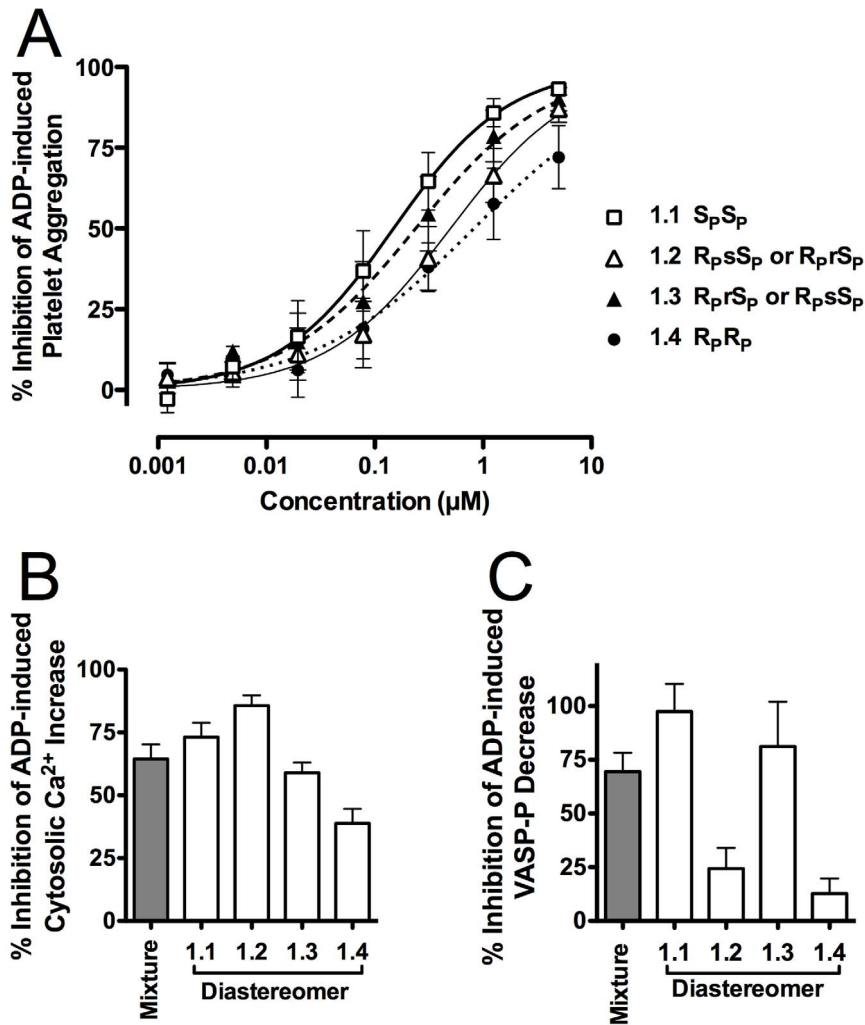 A
% Inhibition of ADP-induced
Platelet Aggregation
100
75
50
25
0
0.001 0.01 0.1 1 10
Concentration (µM)
1.1 SPSP
1.2 RPsSP or RPrSP
1.3 RPrSP or RPsSP
1.4 RPRP
B
% Inhibition of ADP-induced
Cytosolic Ca2+ Increase
100
75
50
25
0
Mixture 1.1 1.2 1.3 1.4
Diastereomer
C
% Inhibition of ADP-induced
VASP-P Decrease
100
75
50
25
0
Mixture 1.1 1.2 1.3 1.4
Diastereomer